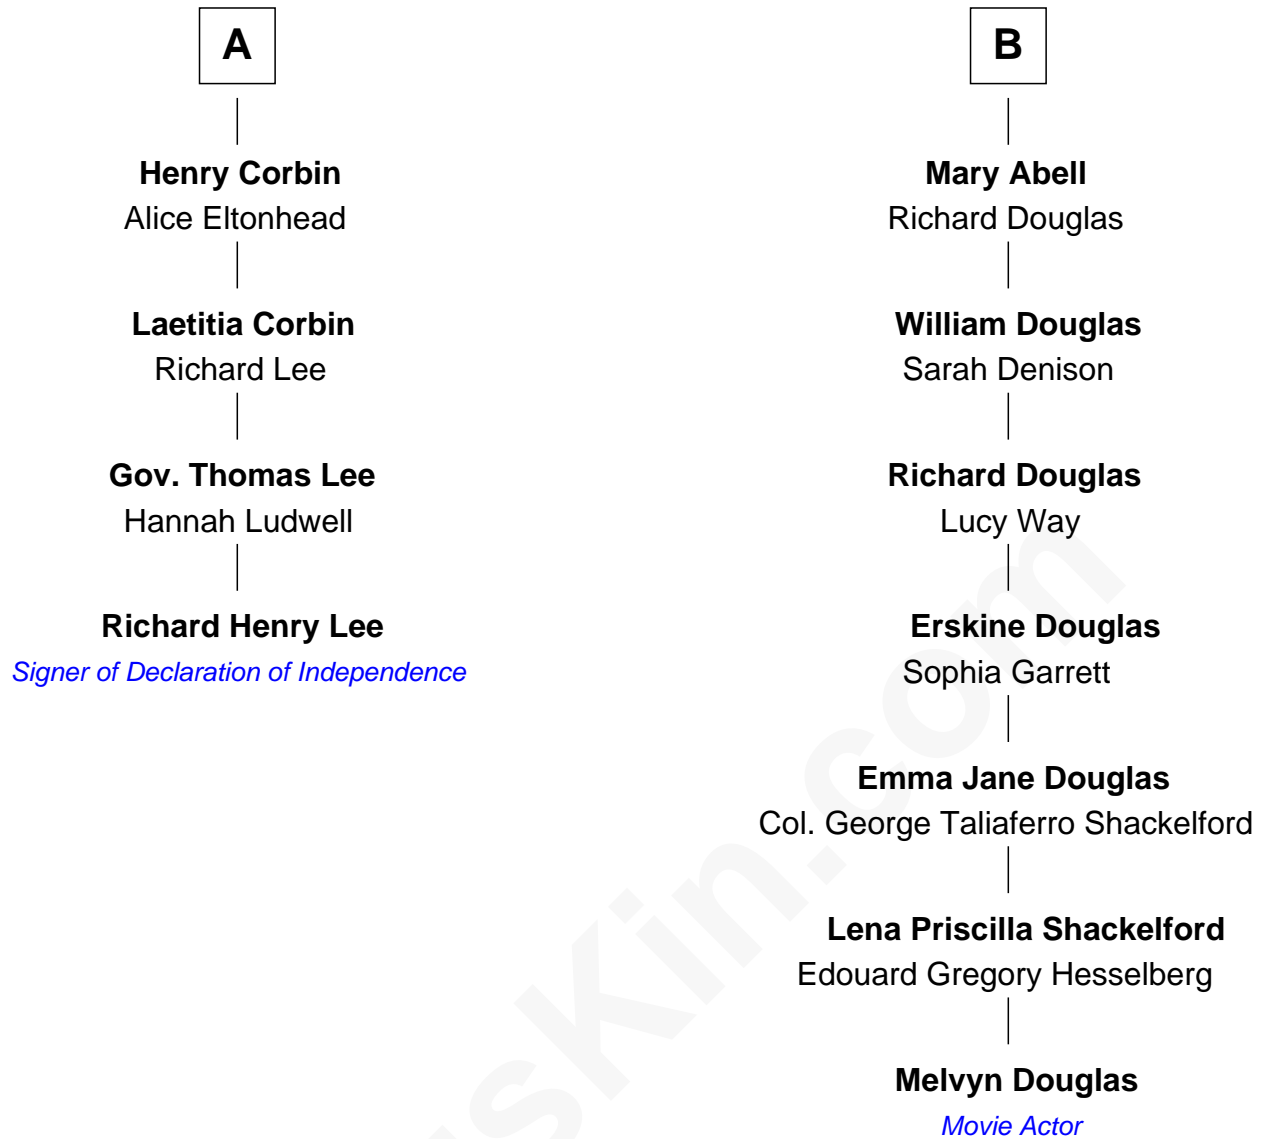 A
Henry Corbin
Alice Eltonhead
Laetitia Corbin
Richard Lee
Gov. Thomas Lee
Hannah Ludwell
Richard Henry Lee
Signer of Declaration of Independence
B
Mary Abell
Richard Douglas
William Douglas
Sarah Denison
Richard Douglas
Lucy Way
Erskine Douglas
Sophia Garrett
Emma Jane Douglas
Col. George Taliaferro Shackelford
Lena Priscilla Shackelford
Edouard Gregory Hesselberg
Melvyn Douglas
Movie Actor
sKin.com